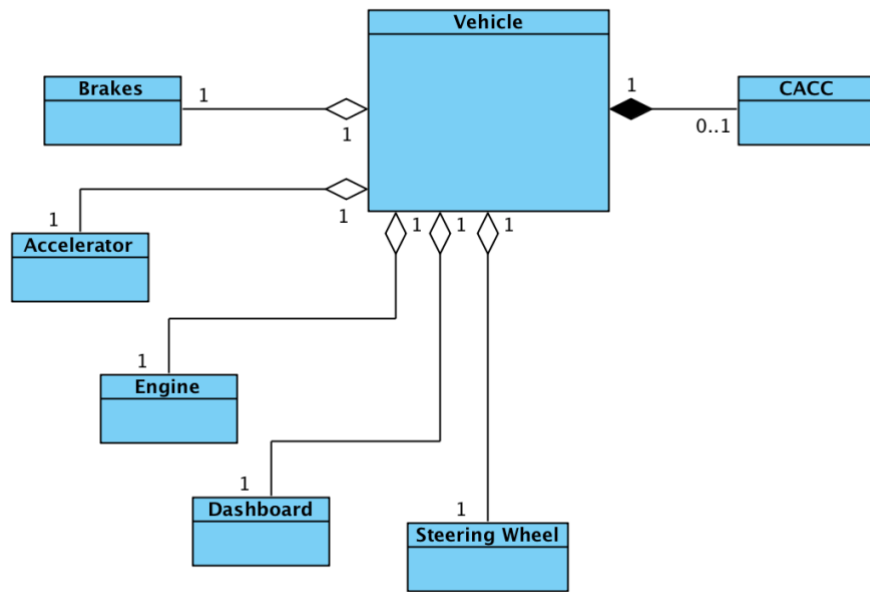 Vehicle
Brakes
1
1
1
CACC
0..1
1
1
Accelerator
1
1
1
1
Engine
1
Dashboard
1
Steering Wheel